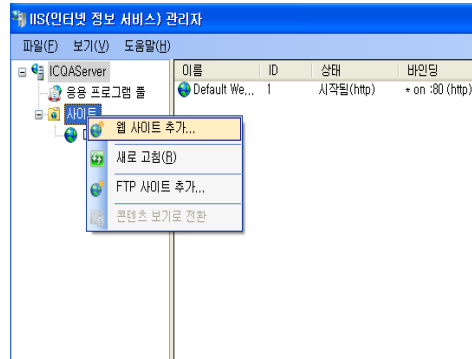 IIS(인터넷 정보 서비스) 관리자
파일(F) 보기(V) 도움말(H)
ICQAServer
응용 프로그램 풀
사이트
이름 ID 상태 바인딩
Default We... 1 시작됨(http) * on :80 (http)
웹 사이트 추가...
새로 고침(R)
FTP 사이트 추가...
콘텐츠 보기로 전환